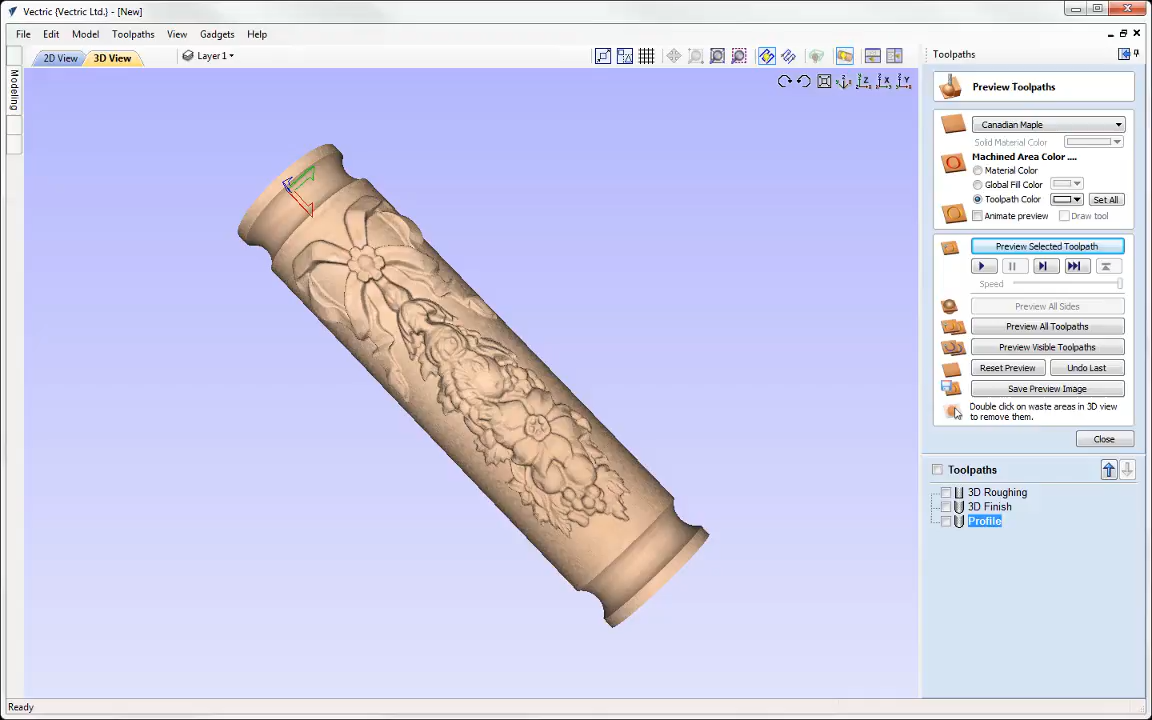 Vectric {Vectric Ltd.} - [New]
File Edit Model Toolpaths View Gadgets Help
2D View 3D View Layer 1
Modeling
Toolpaths
Preview Toolpaths
Canadian Maple
Solid Material Color
Machined Area Color ....
Material Color
Global Fill Color
Toolpath Color Set All
Animate preview Draw tool
Preview Selected Toolpath
Speed
Preview All Sides
Preview All Toolpaths
Preview Visible Toolpaths
Reset Preview Undo Last
Save Preview Image
Double click on waste areas in 3D view
to remove them.
Close
Toolpaths
3D Roughing
3D Finish
Profile
Ready